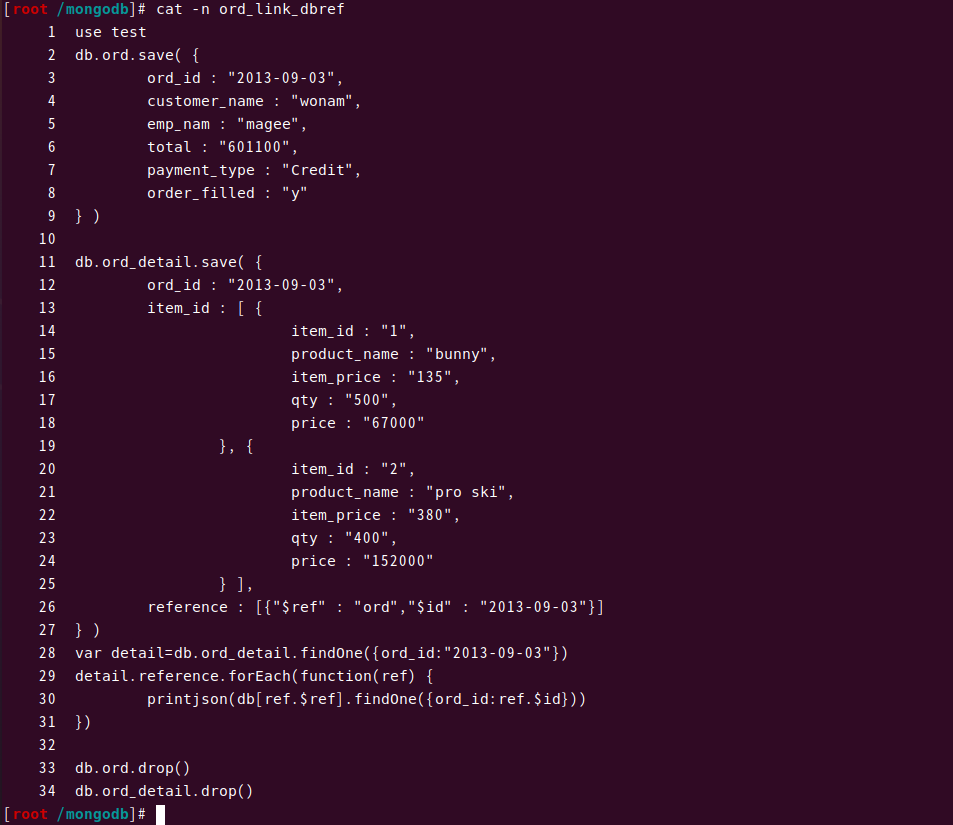 [root /mongodb]# cat -n ord_link_dbref
     1  use test
     2  db.ord.save( {
     3          ord_id : "2013-09-03",
     4          customer_name : "wonam",
     5          emp_nam : "magee",
     6          total : "601100",
     7          payment_type : "Credit",
     8          order_filled : "y"
     9  } )
    10
    11  db.ord_detail.save( {
    12          ord_id : "2013-09-03",
    13          item_id : [ {
    14                          item_id : "1",
    15                          product_name : "bunny",
    16                          item_price : "135",
    17                          qty : "500",
    18                          price : "67000"
    19                  }, {
    20                          item_id : "2",
    21                          product_name : "pro ski",
    22                          item_price : "380",
    23                          qty : "400",
    24                          price : "152000"
    25                  } ],
    26          reference : [{"$ref" : "ord","$id" : "2013-09-03"}]
    27  } )
    28  var detail=db.ord_detail.findOne({ord_id:"2013-09-03"})
    29  detail.reference.forEach(function(ref) {
    30          printjson(db[ref.$ref].findOne({ord_id:ref.$id}))
    31  })
    32
    33  db.ord.drop()
    34  db.ord_detail.drop()
[root /mongodb]#